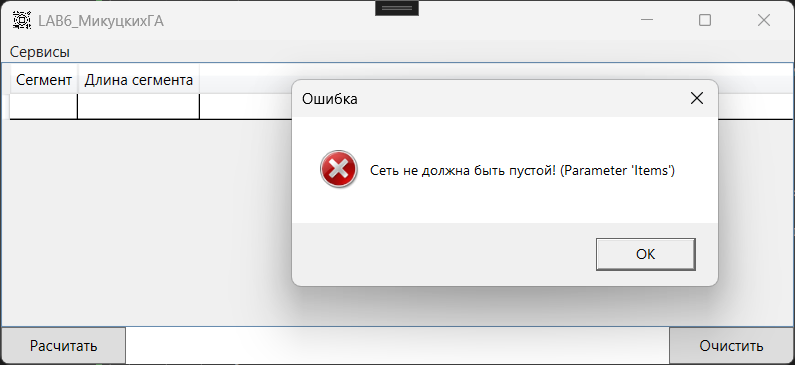 LAB6_МикуцкихГА
Сервисы
Сегмент Длина сегмента
Ошибка
Сеть не должна быть пустой! (Parameter 'Items')
OK
Расчитать
Очистить